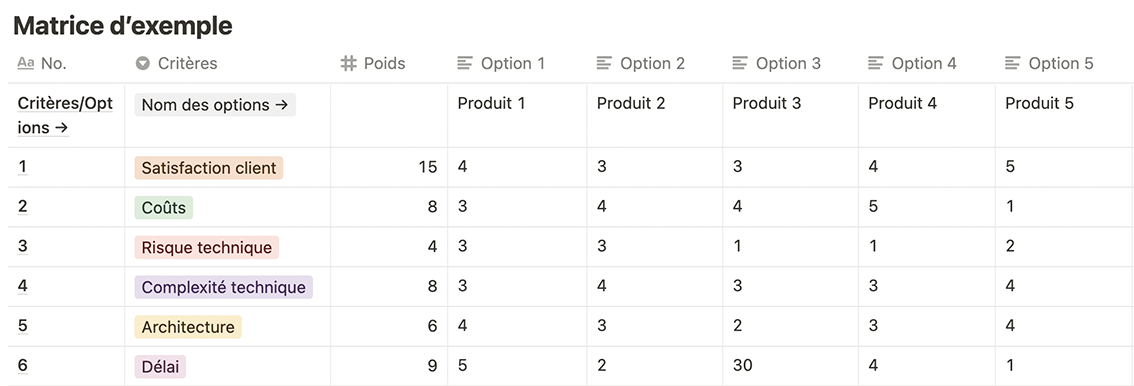 Matrice d’exemple
Aa No. Critères # Poids Option 1 Option 2 Option 3 Option 4 Option 5
Critères/Opt Nom des options → Produit 1 Produit 2 Produit 3 Produit 4 Produit 5
ions →
1 Satisfaction client 15 4 3 3 4 5
2 Coûts 8 3 4 4 5 1
3 Risque technique 4 3 3 1 1 2
4 Complexité technique 8 3 4 3 3 4
5 Architecture 6 4 3 2 3 4
6 Délai 9 5 2 30 4 1